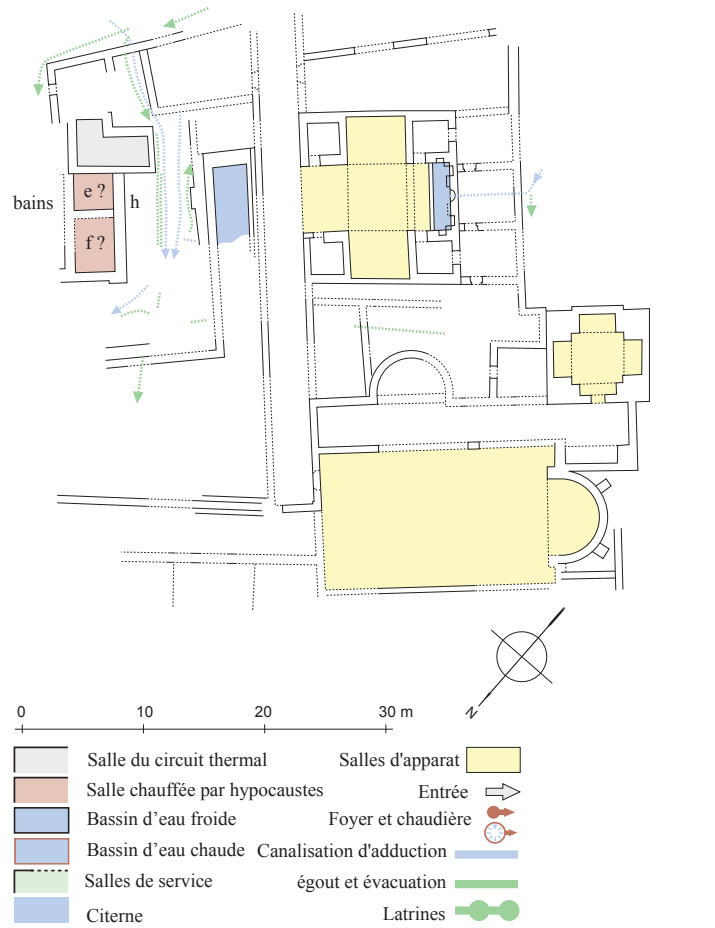 e ?
bains
h
f ?
N
0 10 20 30 m
Salle du circuit thermal
Salle chauffée par hypocaustes
Bassin d’eau froide
Bassin d’eau chaude
Salles de service
Citerne
Salles d'apparat
Entrée
Foyer et chaudière
Canalisation d'adduction
égout et évacuation
Latrines